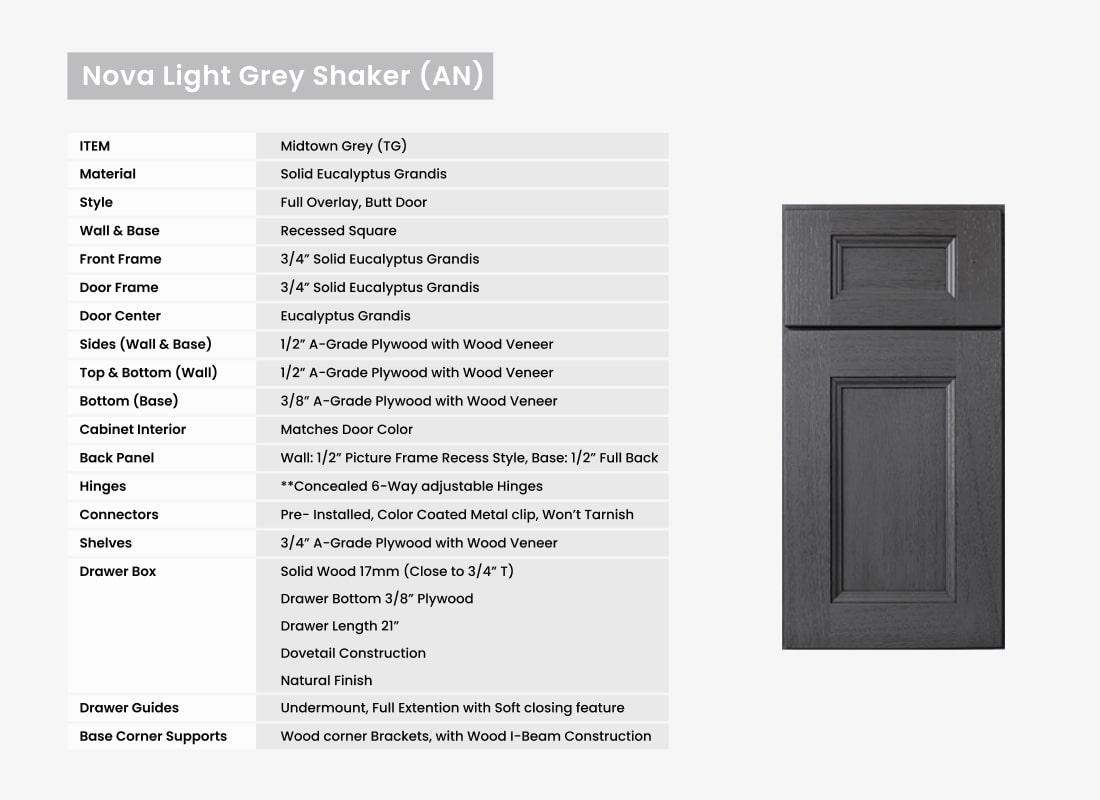 Nova Light Grey Shaker (AN)
ITEM Midtown Grey (TG)
Material Solid Eucalyptus Grandis
Style Full Overlay, Butt Door
Wall & Base Recessed Square
Front Frame 3/4” Solid Eucalyptus Grandis
Door Frame 3/4” Solid Eucalyptus Grandis
Door Center Eucalyptus Grandis
Sides (Wall & Base) 1/2” A-Grade Plywood with Wood Veneer
Top & Bottom (Wall) 1/2” A-Grade Plywood with Wood Veneer
Bottom (Base) 3/8” A-Grade Plywood with Wood Veneer
Cabinet Interior Matches Door Color
Back Panel Wall: 1/2” Picture Frame Recess Style, Base: 1/2” Full Back
Hinges **Concealed 6-Way adjustable Hinges
Connectors Pre- Installed, Color Coated Metal clip, Won’t Tarnish
Shelves 3/4” A-Grade Plywood with Wood Veneer
Drawer Box Solid Wood 17mm (Close to 3/4” T)
Drawer Bottom 3/8” Plywood
Drawer Length 21”
Dovetail Construction
Natural Finish
Drawer Guides Undermount, Full Extention with Soft closing feature
Base Corner Supports Wood corner Brackets, with Wood I-Beam Construction